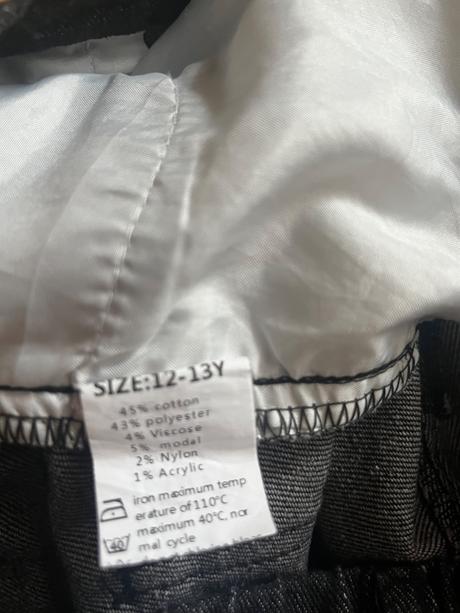 SIZE:12-13Y
45% cotton
43% polyester
4% Viscose
5% modal
2% Nylon
1% Acrylic
iron maximum temp
erature of 110°C
40
maximum 40°C, nor
mal cycle